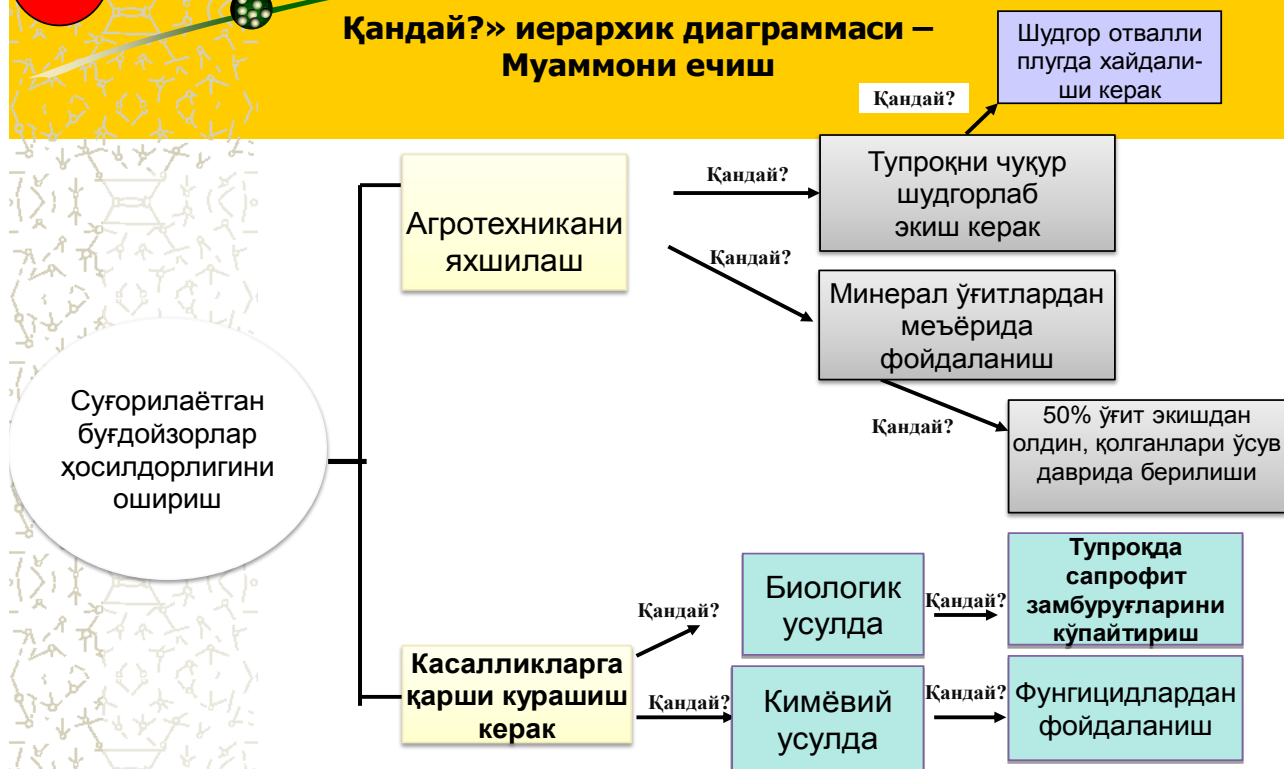 Қандай?» иерархик диаграммаси –
Муаммони ечиш
Шудгор отвалли
плугда хайдали-
ши керак
Қандай?
Агротехникани
яхшилаш
Қандай?
Тупроқни чуқур
шудгорлаб
экиш керак
Қандай?
Минерал ўғитлардан
меъёрида
фойдаланиш
Қандай?
50% ўғит экишдан
олдин, қолганлари ўсув
даврида берилиши
Суғорилаётган
буғдойзорлар
ҳосилдорлигини
ошириш
Касалликларга
қарши курашиш
керак
Қандай?
Биологик
усулда
Қандай?
Тупроқда
сапрофит
замбуруғларини
кўпайтириш
Қандай?
Кимёвий
усулда
Қандай?
Фунгицидлардан
фойдаланиш